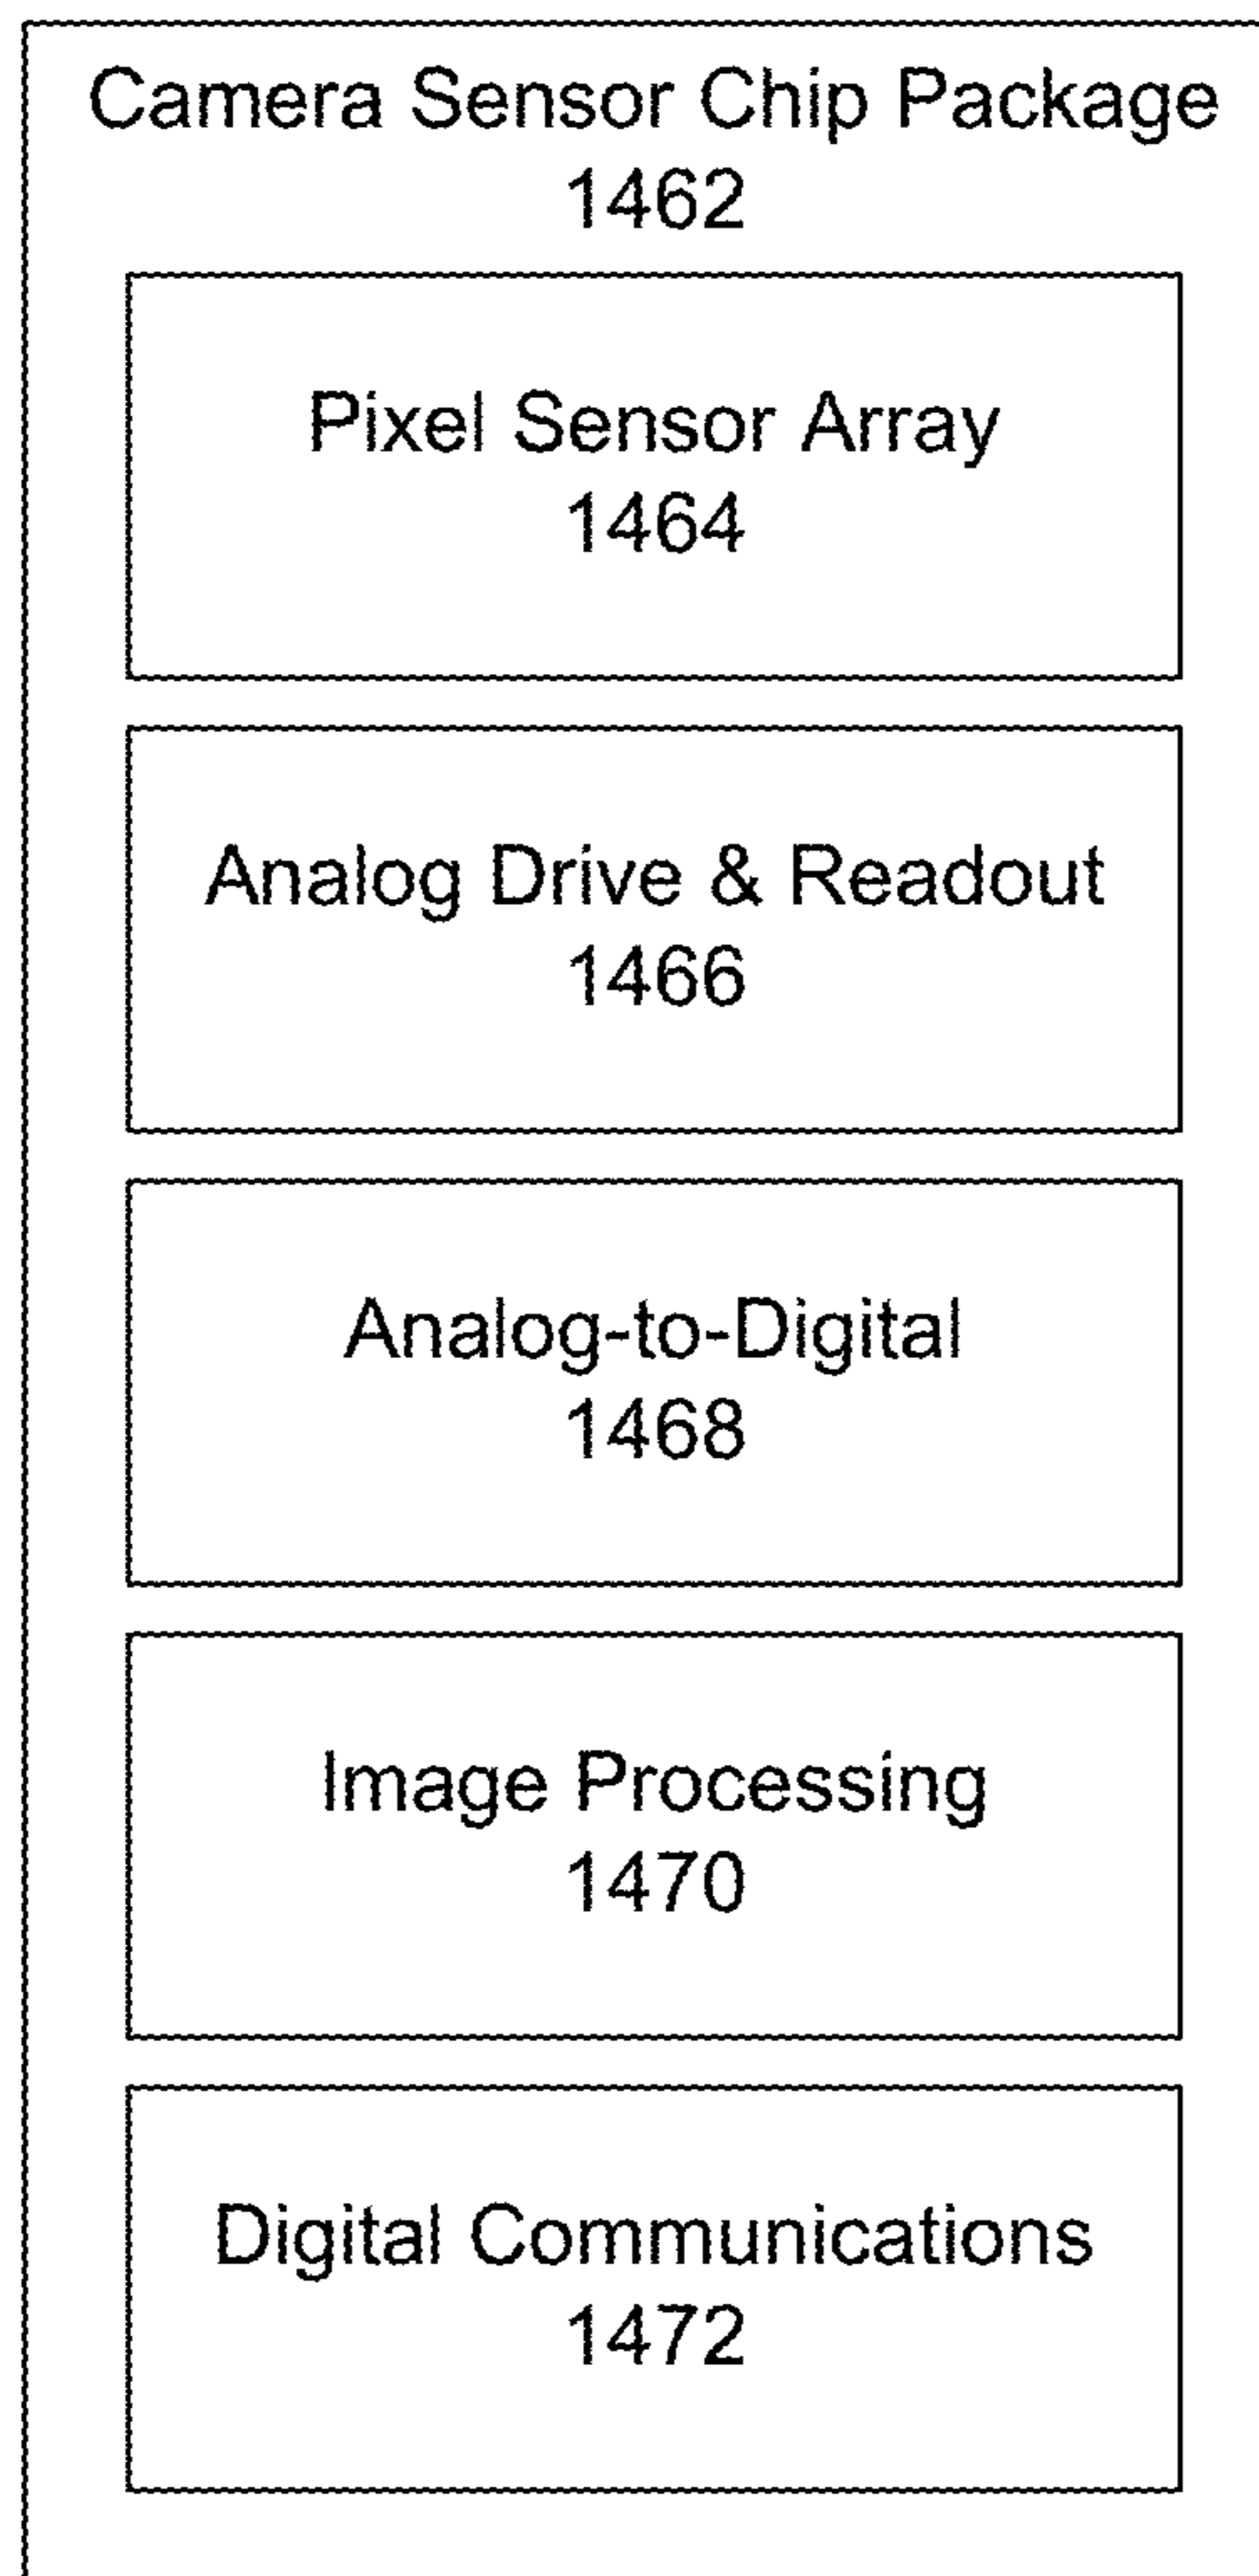 Camera Sensor Chip Package
1462
Pixel Sensor Array
1464
Analog Drive & Readout
1466
Analog-to-Digital
1468
Image Processing
1470
Digital Communications
1472